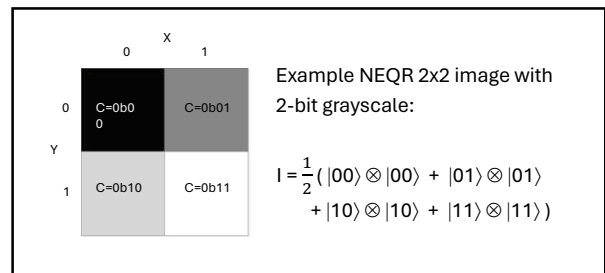 X
0 1
0
Y
1
C=0b0
0
C=0b01
C=0b10
C=0b11
Example NEQR 2x2 image with
2-bit grayscale:
I = 1/2 ( |00⟩ ⊗ |00⟩ + |01⟩ ⊗ |01⟩
+ |10⟩ ⊗ |10⟩ + |11⟩ ⊗ |11⟩ )